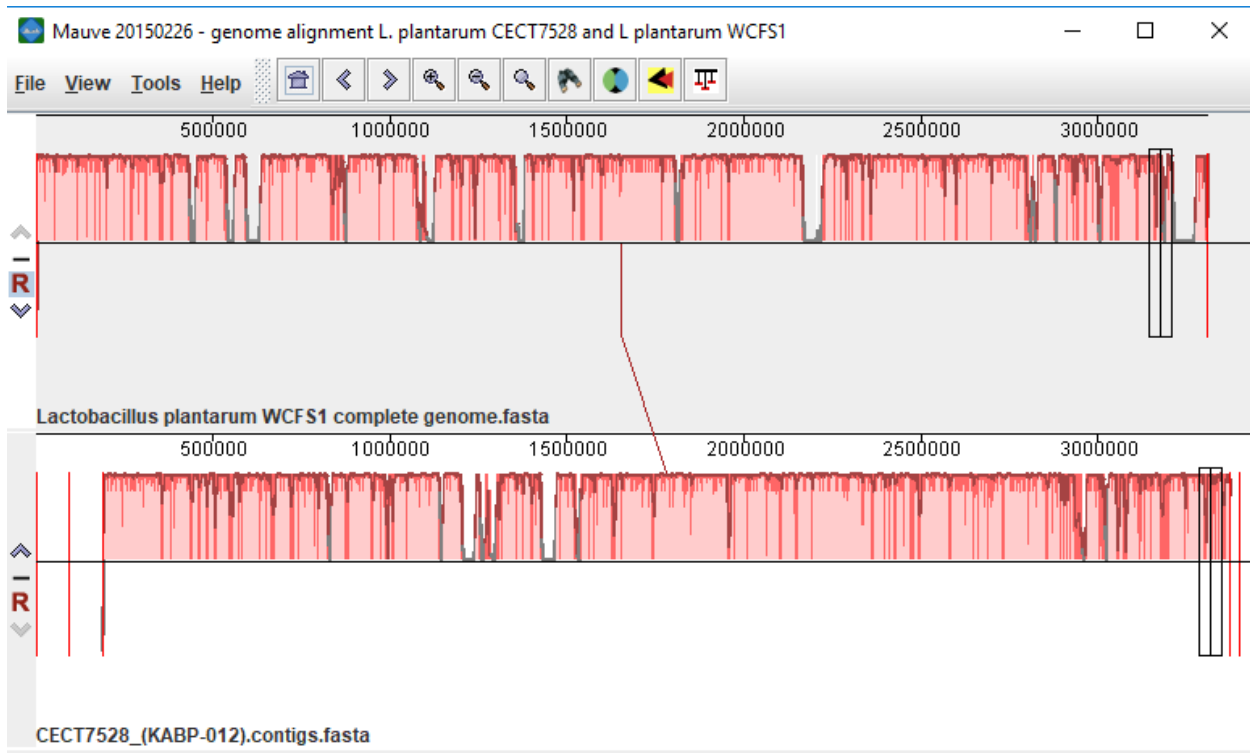 Mauve 20150226 - genome alignment L. plantarum CECT7528 and L plantarum WCFS1
File View Tools Help
500000 1000000 1500000 2000000 2500000 3000000
R
Lactobacillus plantarum WCFS1 complete genome.fasta
500000 1000000 1500000 2000000 2500000 3000000
R
CECT7528_(KABP-012).contigs.fasta